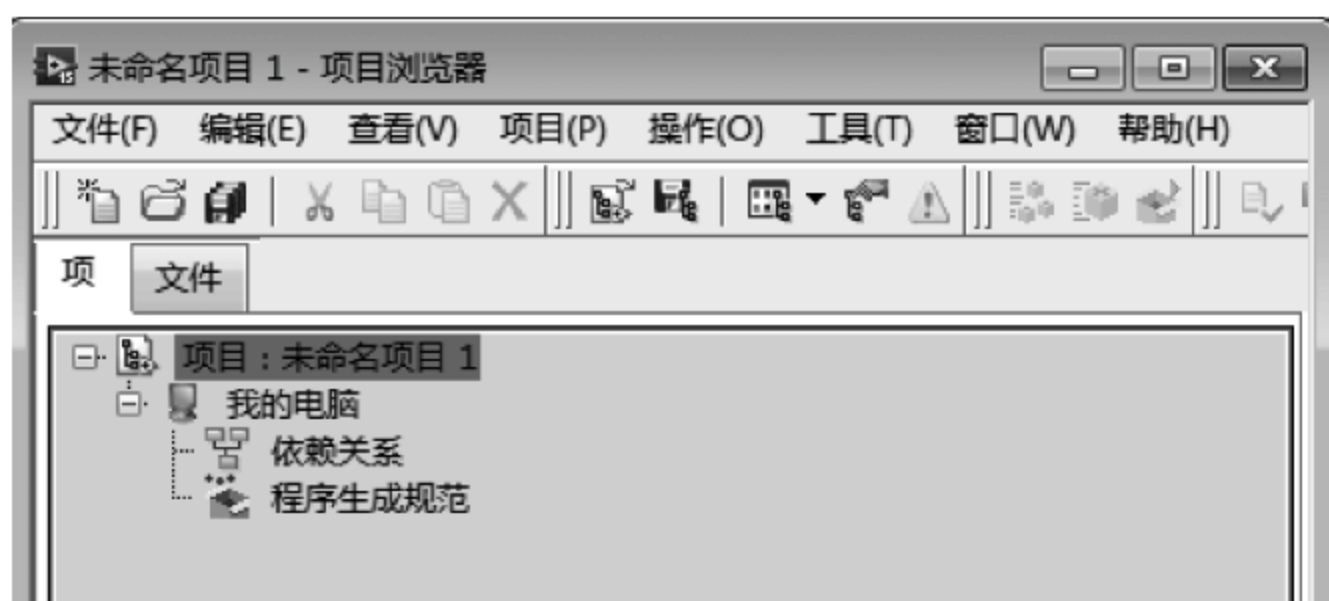 未命名项目 1 - 项目浏览器
文件(F) 编辑(E) 查看(V) 项目(P) 操作(O) 工具(T) 窗口(W) 帮助(H)
项 文件
项目：未命名项目 1
我的电脑
依赖关系
程序生成规范